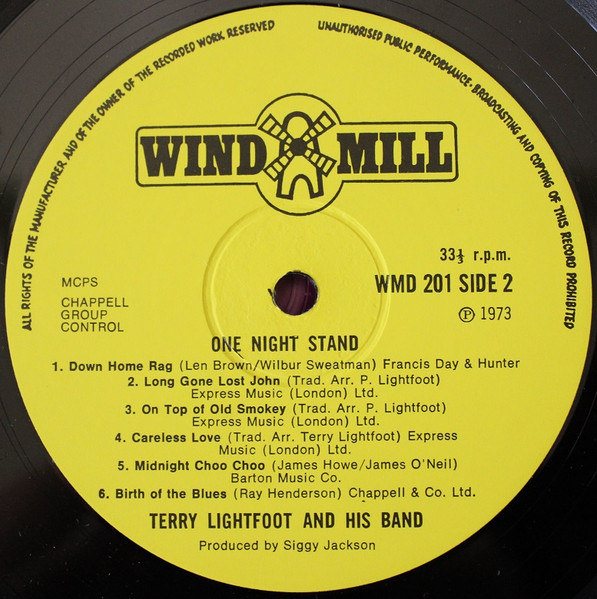 ALL RIGHTS OF THE MANUFACTURER AND OF THE OWNER OF THE RECORDED WORK RESERVED
UNAUTHORISED PUBLIC PERFORMANCE · BROADCASTING AND COPYING OF THIS RECORD PROHIBITED
WIND MILL
33⅓ r.p.m.
MCPS
WMD 201 SIDE 2
CHAPPELL
GROUP
CONTROL
Ⓟ 1973
ONE NIGHT STAND
1. Down Home Rag (Len Brown/Wilbur Sweatman) Francis Day & Hunter
2. Long Gone Lost John (Trad. Arr. P. Lightfoot)
Express Music (London) Ltd.
3. On Top of Old Smokey (Trad. Arr. P. Lightfoot)
Express Music (London) Ltd.
4. Careless Love (Trad. Arr. Terry Lightfoot) Express
Music (London) Ltd.
5. Midnight Choo Choo (James Howe/James O'Neil)
Barton Music Co.
6. Birth of the Blues (Ray Henderson) Chappell & Co. Ltd.
TERRY LIGHTFOOT AND HIS BAND
Produced by Siggy Jackson